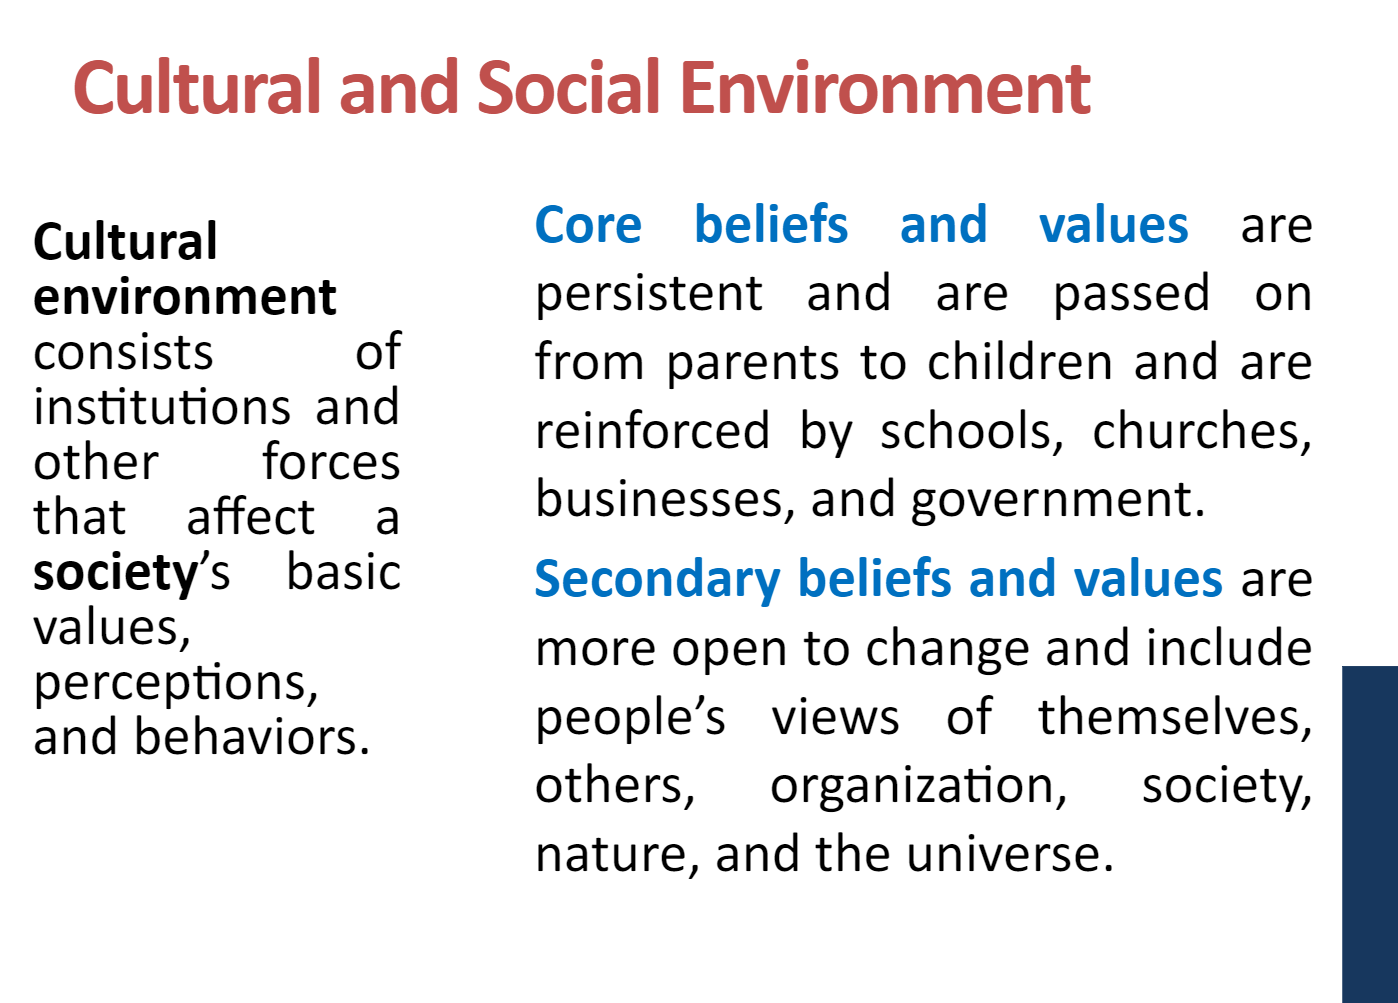 Cultural and Social Environment
Cultural
environment
consists of
institutions and
other forces
that affect a
society’s basic
values,
perceptions,
and behaviors.
Core beliefs and values are
persistent and are passed on
from parents to children and are
reinforced by schools, churches,
businesses, and government.
Secondary beliefs and values are
more open to change and include
people’s views of themselves,
others, organization, society,
nature, and the universe.